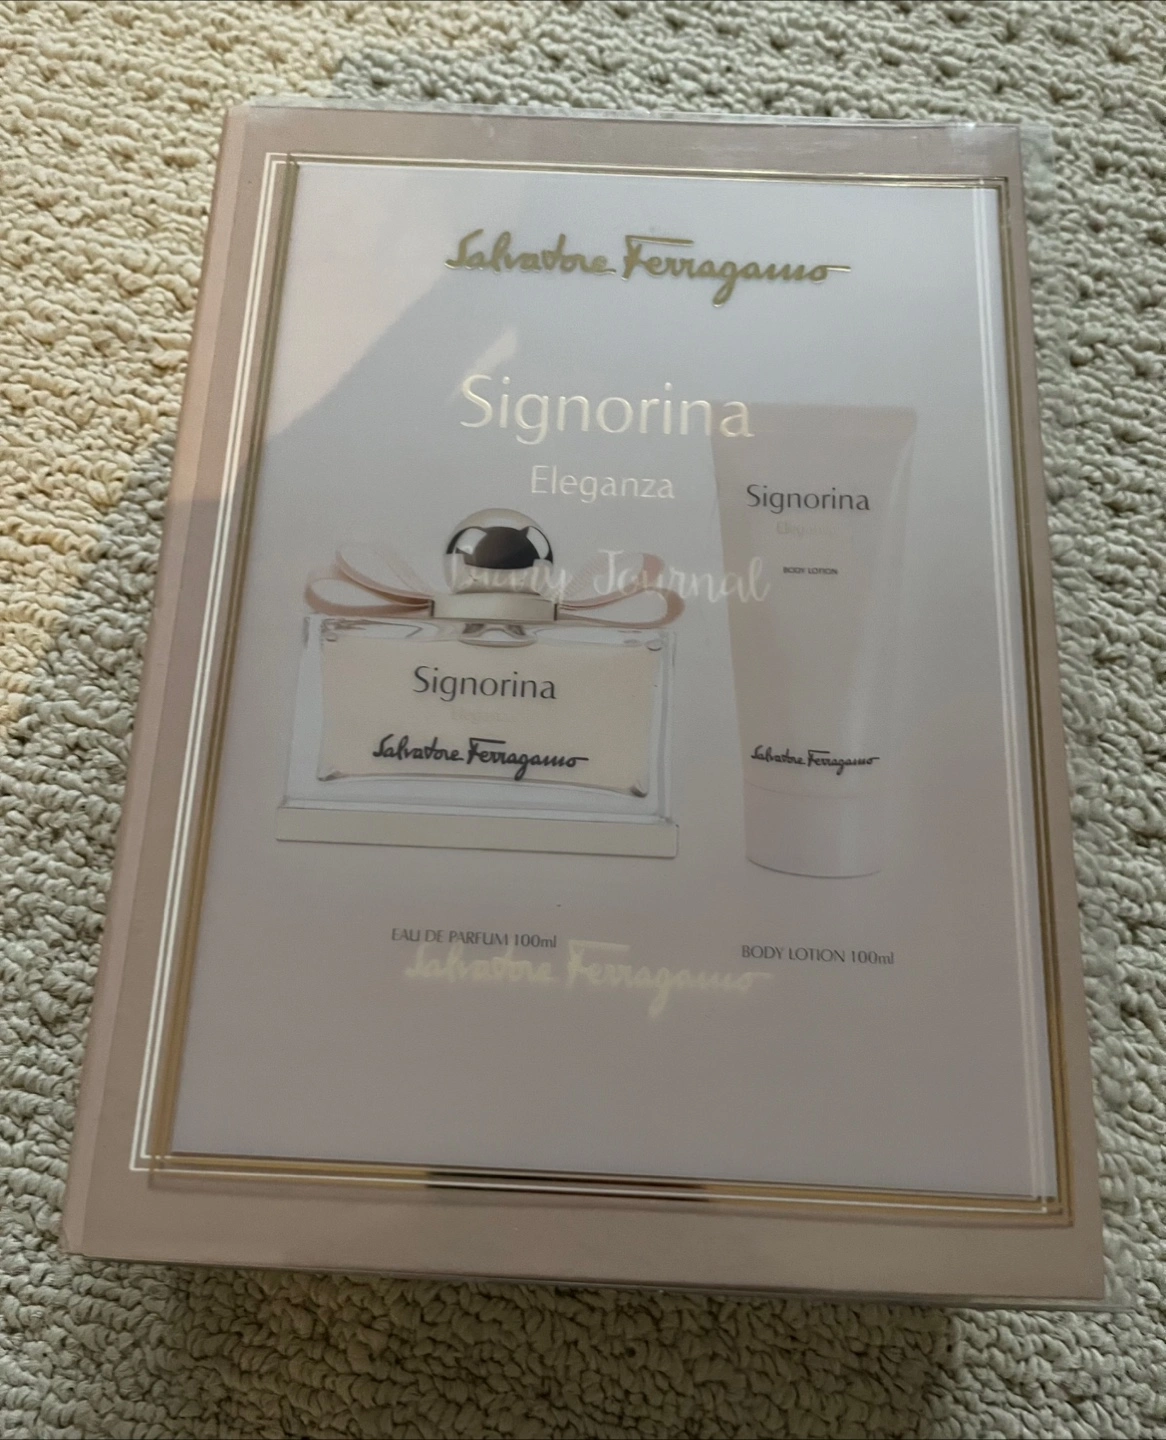 Salvatore Ferragamo
Signorina
Eleganza
Signorina
BODY LOTION
Journal
Signorina
Salvatore Ferragamo
Salvatore Ferragamo
EAU DE PARFUM 100ml
BODY LOTION 100ml
Salvatore Ferragamo